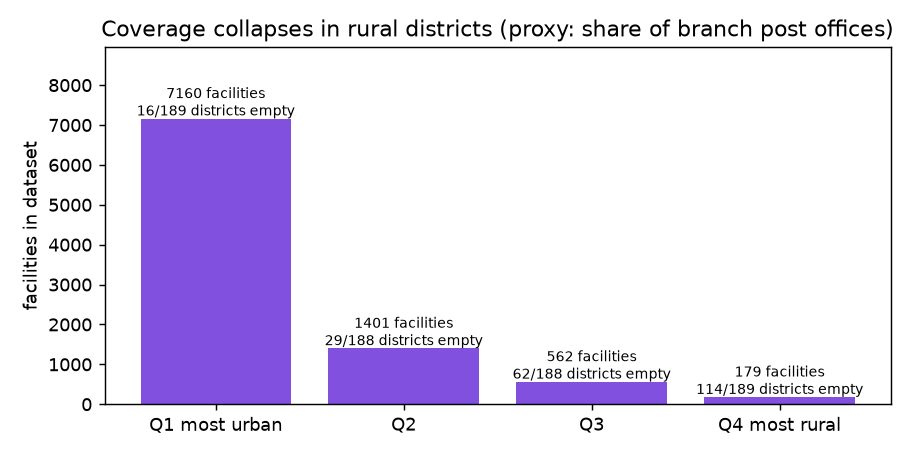 Coverage collapses in rural districts (proxy: share of branch post offices)
facilities in dataset
8000
7000
6000
5000
4000
3000
2000
1000
0
7160 facilities
16/189 districts empty
1401 facilities
29/188 districts empty
562 facilities
62/188 districts empty
179 facilities
114/189 districts empty
Q1 most urban
Q2
Q3
Q4 most rural